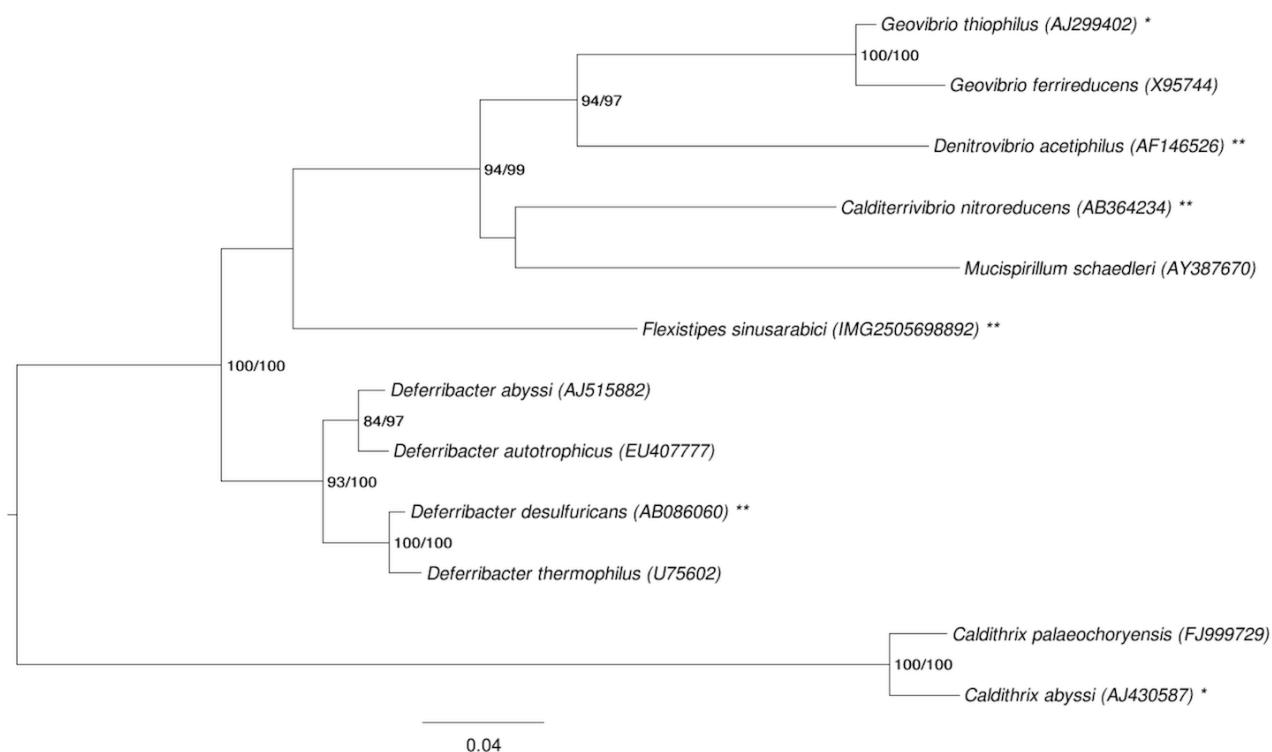 Geovibrio thiophilus (AJ299402) *
100/100
Geovibrio ferrireducens (X95744)
94/97
Denitrovibrio acetiphilus (AF146526) **
94/99
Calditerrivibrio nitroreducens (AB364234) **
Mucispirillum schaedleri (AY387670)
Flexistipes sinusarabici (IMG2505698892) **
100/100
Deferribacter abyssi (AJ515882)
84/97
Deferribacter autotrophicus (EU407777)
93/100
Deferribacter desulfuricans (AB086060) **
100/100
Deferribacter thermophilus (U75602)
Caldithrix palaeochoryensis (FJ999729)
100/100
Caldithrix abyssi (AJ430587) *
0.04